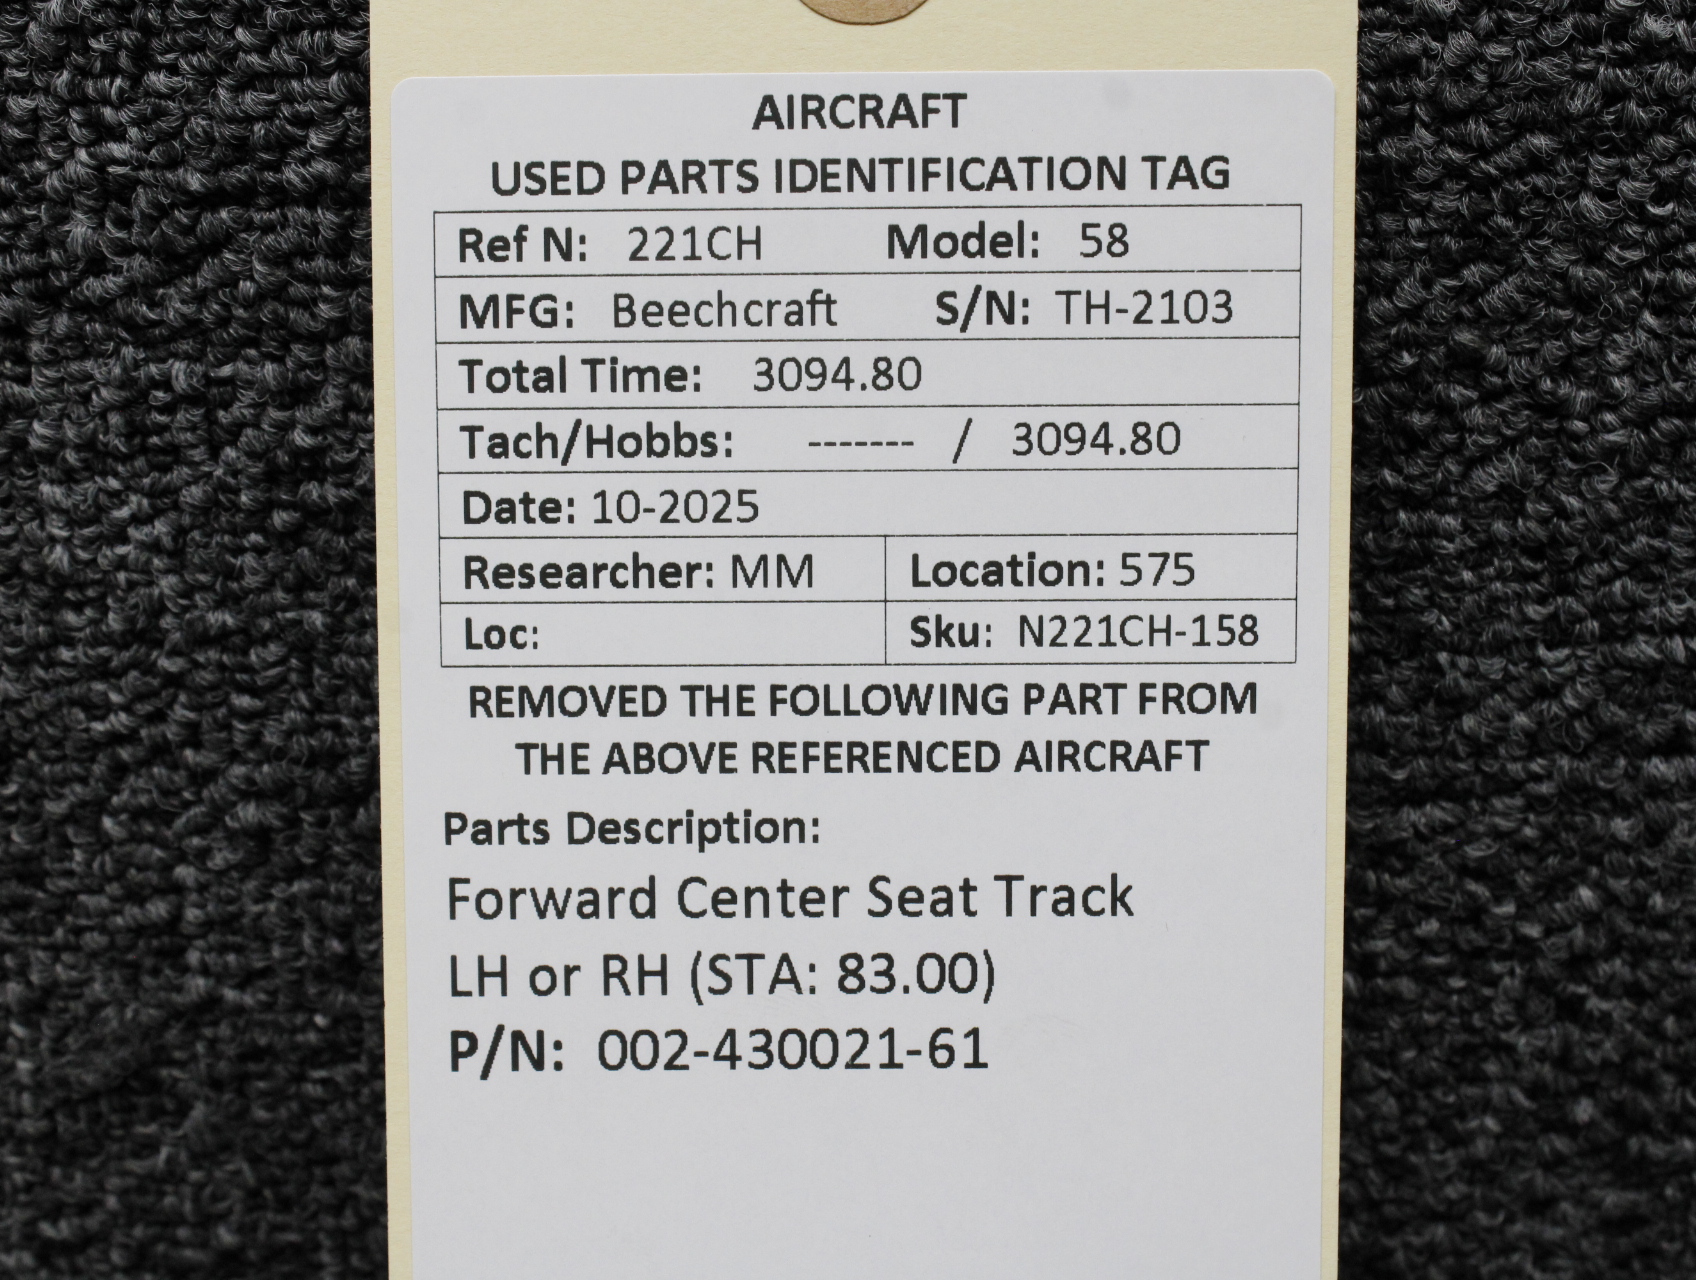 AIRCRAFT
USED PARTS IDENTIFICATION TAG
Ref N: 221CH Model: 58
MFG: Beechcraft S/N: TH-2103
Total Time: 3094.80
Tach/Hobbs: ------- / 3094.80
Date: 10-2025
Researcher: MM Location: 575
Loc: Sku: N221CH-158
REMOVED THE FOLLOWING PART FROM
THE ABOVE REFERENCED AIRCRAFT
Parts Description:
Forward Center Seat Track
LH or RH (STA: 83.00)
P/N: 002-430021-61